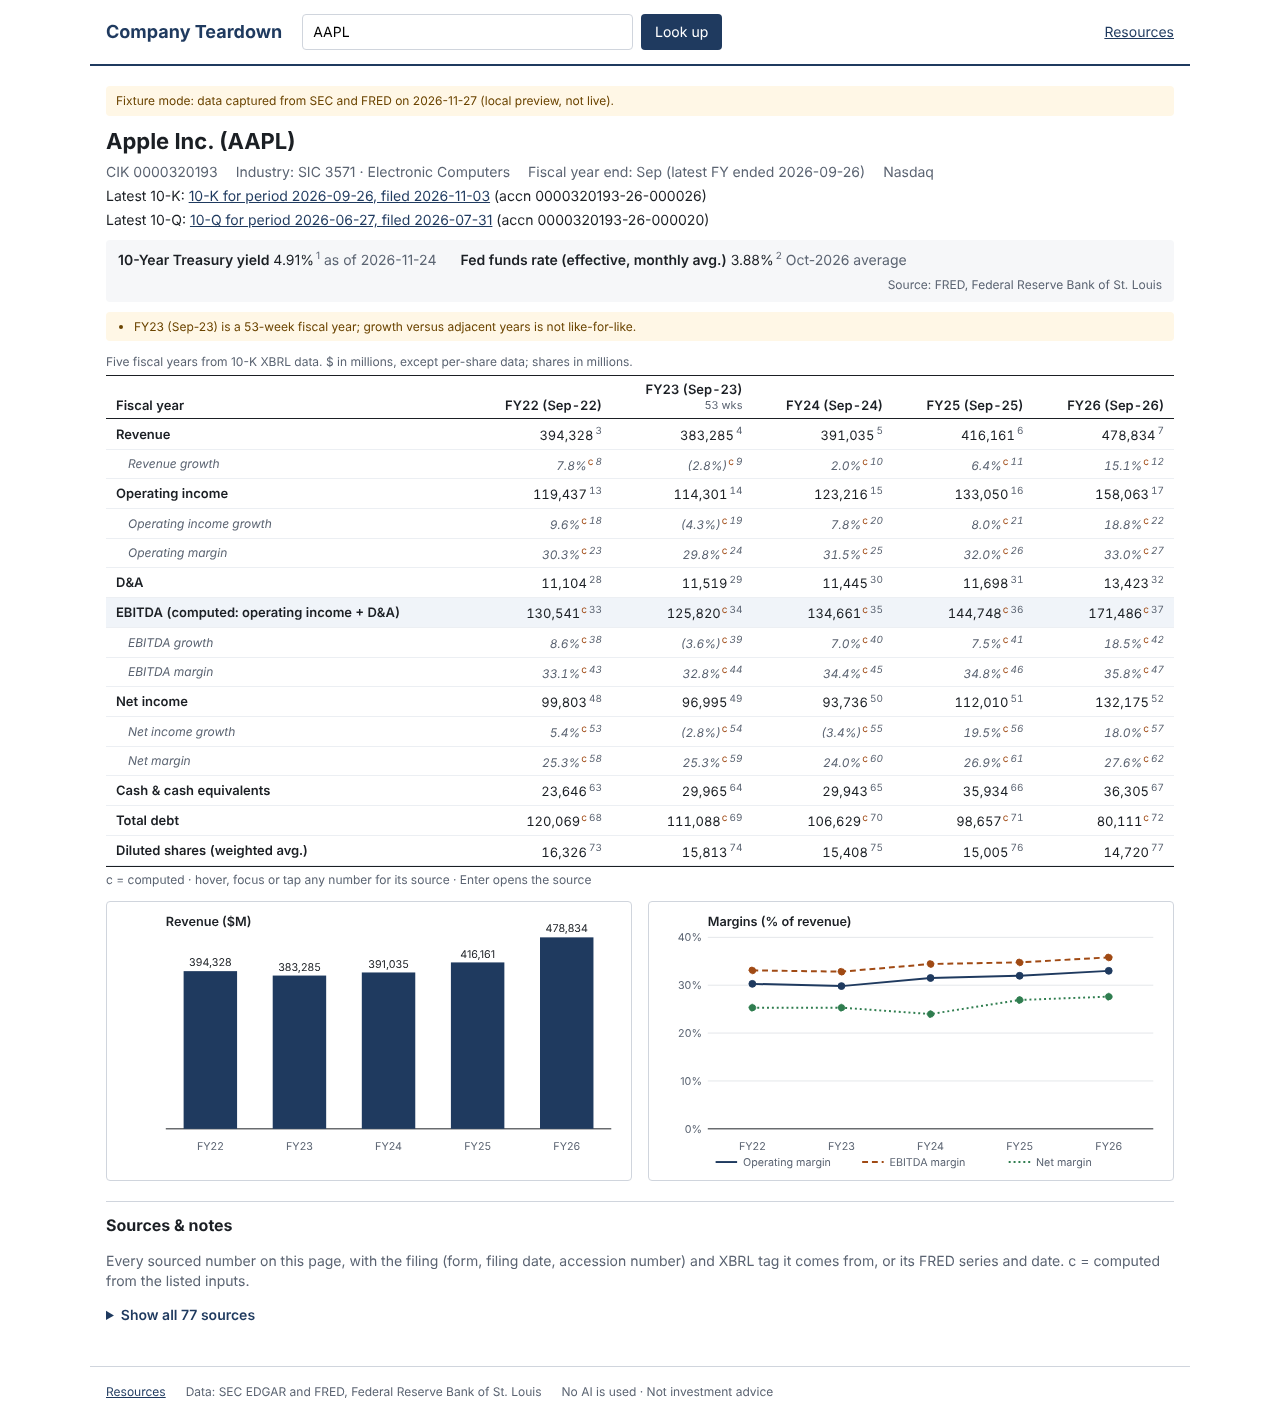 Company Teardown AAPL Look up Resources
Fixture mode: data captured from SEC and FRED on 2026-11-27 (local preview, not live).
Apple Inc. (AAPL)
CIK 0000320193 Industry: SIC 3571 · Electronic Computers Fiscal year end: Sep (latest FY ended 2026-09-26) Nasdaq
Latest 10-K: 10-K for period 2026-09-26, filed 2026-11-03 (accn 0000320193-26-000026)
Latest 10-Q: 10-Q for period 2026-06-27, filed 2026-07-31 (accn 0000320193-26-000020)
10-Year Treasury yield 4.91% 1 as of 2026-11-24 Fed funds rate (effective, monthly avg.) 3.88% 2 Oct-2026 average
Source: FRED, Federal Reserve Bank of St. Louis
• FY23 (Sep-23) is a 53-week fiscal year; growth versus adjacent years is not like-for-like.
Five fiscal years from 10-K XBRL data. $ in millions, except per-share data; shares in millions.
Fiscal year FY22 (Sep-22) FY23 (Sep-23) 53 wks FY24 (Sep-24) FY25 (Sep-25) FY26 (Sep-26)
Revenue 394,328 3 383,285 4 391,035 5 416,161 6 478,834 7
Revenue growth 7.8% c 8 (2.8%) c 9 2.0% c 10 6.4% c 11 15.1% c 12
Operating income 119,437 13 114,301 14 123,216 15 133,050 16 158,063 17
Operating income growth 9.6% c 18 (4.3%) c 19 7.8% c 20 8.0% c 21 18.8% c 22
Operating margin 30.3% c 23 29.8% c 24 31.5% c 25 32.0% c 26 33.0% c 27
D&A 11,104 28 11,519 29 11,445 30 11,698 31 13,423 32
EBITDA (computed: operating income + D&A) 130,541 c 33 125,820 c 34 134,661 c 35 144,748 c 36 171,486 c 37
EBITDA growth 8.6% c 38 (3.6%) c 39 7.0% c 40 7.5% c 41 18.5% c 42
EBITDA margin 33.1% c 43 32.8% c 44 34.4% c 45 34.8% c 46 35.8% c 47
Net income 99,803 48 96,995 49 93,736 50 112,010 51 132,175 52
Net income growth 5.4% c 53 (2.8%) c 54 (3.4%) c 55 19.5% c 56 18.0% c 57
Net margin 25.3% c 58 25.3% c 59 24.0% c 60 26.9% c 61 27.6% c 62
Cash & cash equivalents 23,646 63 29,965 64 29,943 65 35,934 66 36,305 67
Total debt 120,069 c 68 111,088 c 69 106,629 c 70 98,657 c 71 80,111 c 72
Diluted shares (weighted avg.) 16,326 73 15,813 74 15,408 75 15,005 76 14,720 77
c = computed · hover, focus or tap any number for its source · Enter opens the source
Revenue ($M)
394,328 383,285 391,035 416,161 478,834
FY22 FY23 FY24 FY25 FY26
Margins (% of revenue)
40%
30%
20%
10%
0%
FY22 FY23 FY24 FY25 FY26
Operating margin EBITDA margin Net margin
Sources & notes
Every sourced number on this page, with the filing (form, filing date, accession number) and XBRL tag it comes from, or its FRED series and date. c = computed
from the listed inputs.
Show all 77 sources
Resources Data: SEC EDGAR and FRED, Federal Reserve Bank of St. Louis No AI is used · Not investment advice